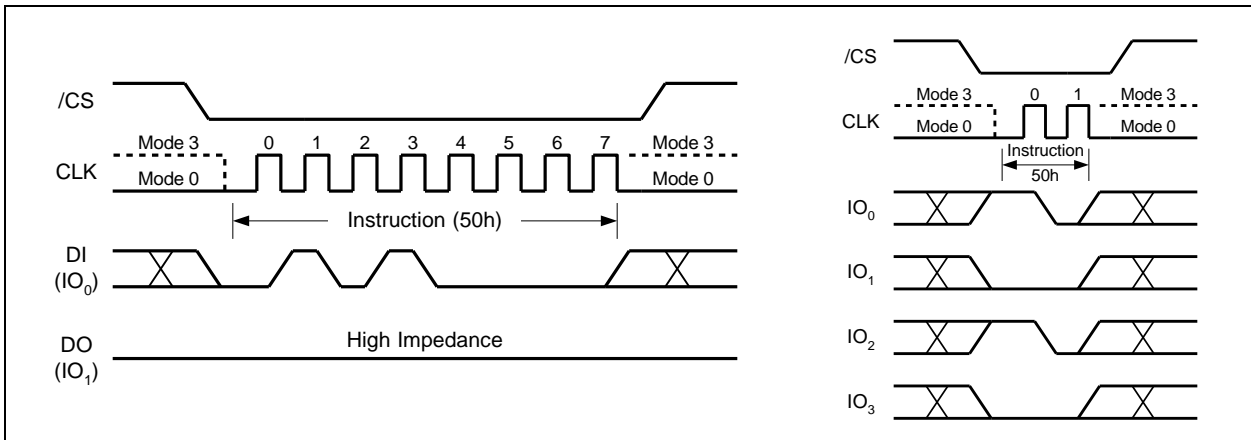 /CS
Mode 3
0 1 2 3 4 5 6 7
Mode 3
CLK
Mode 0
Mode 0
Instruction (50h)
DI
(IO0)
High Impedance
DO
(IO1)
/CS
Mode 3
0 1
Mode 3
CLK
Mode 0
Mode 0
Instruction
50h
IO0
IO1
IO2
IO3